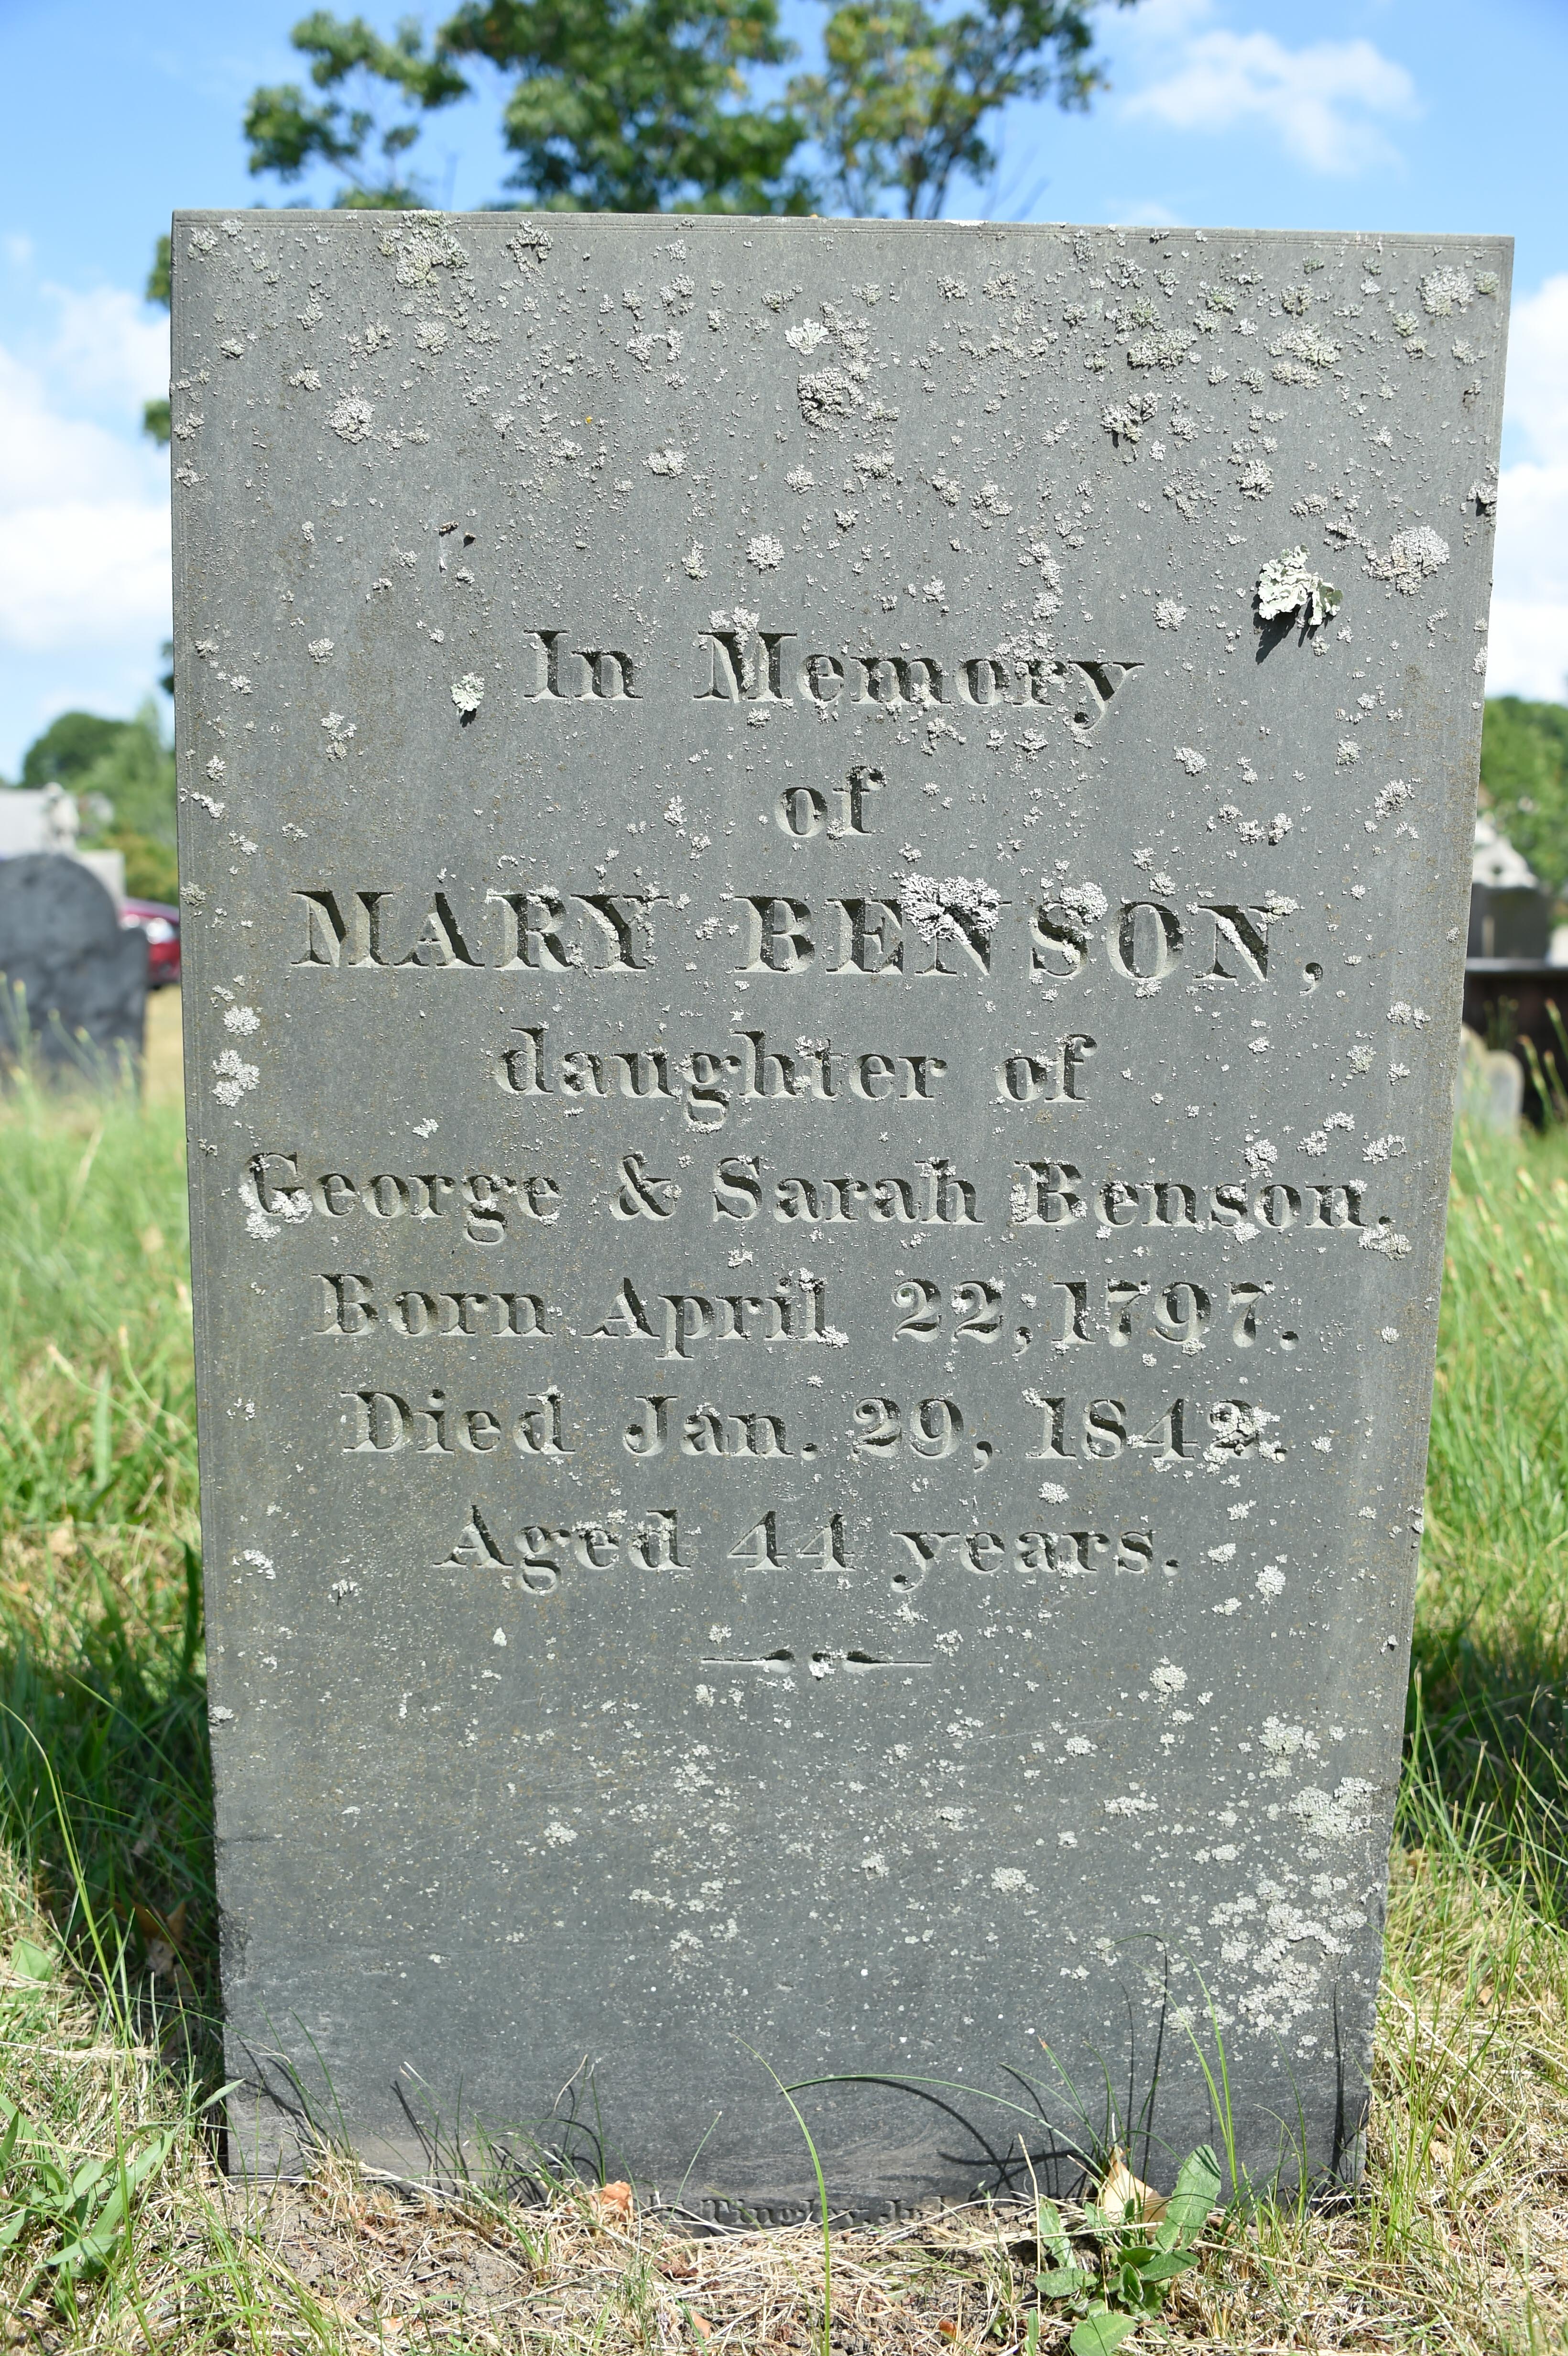 In Memory
of
MARY BENSON,
daughter of
George & Sarah Benson.
Born April 22, 1797.
Died Jan. 29, 1842.
Aged 44 years.
Tingley